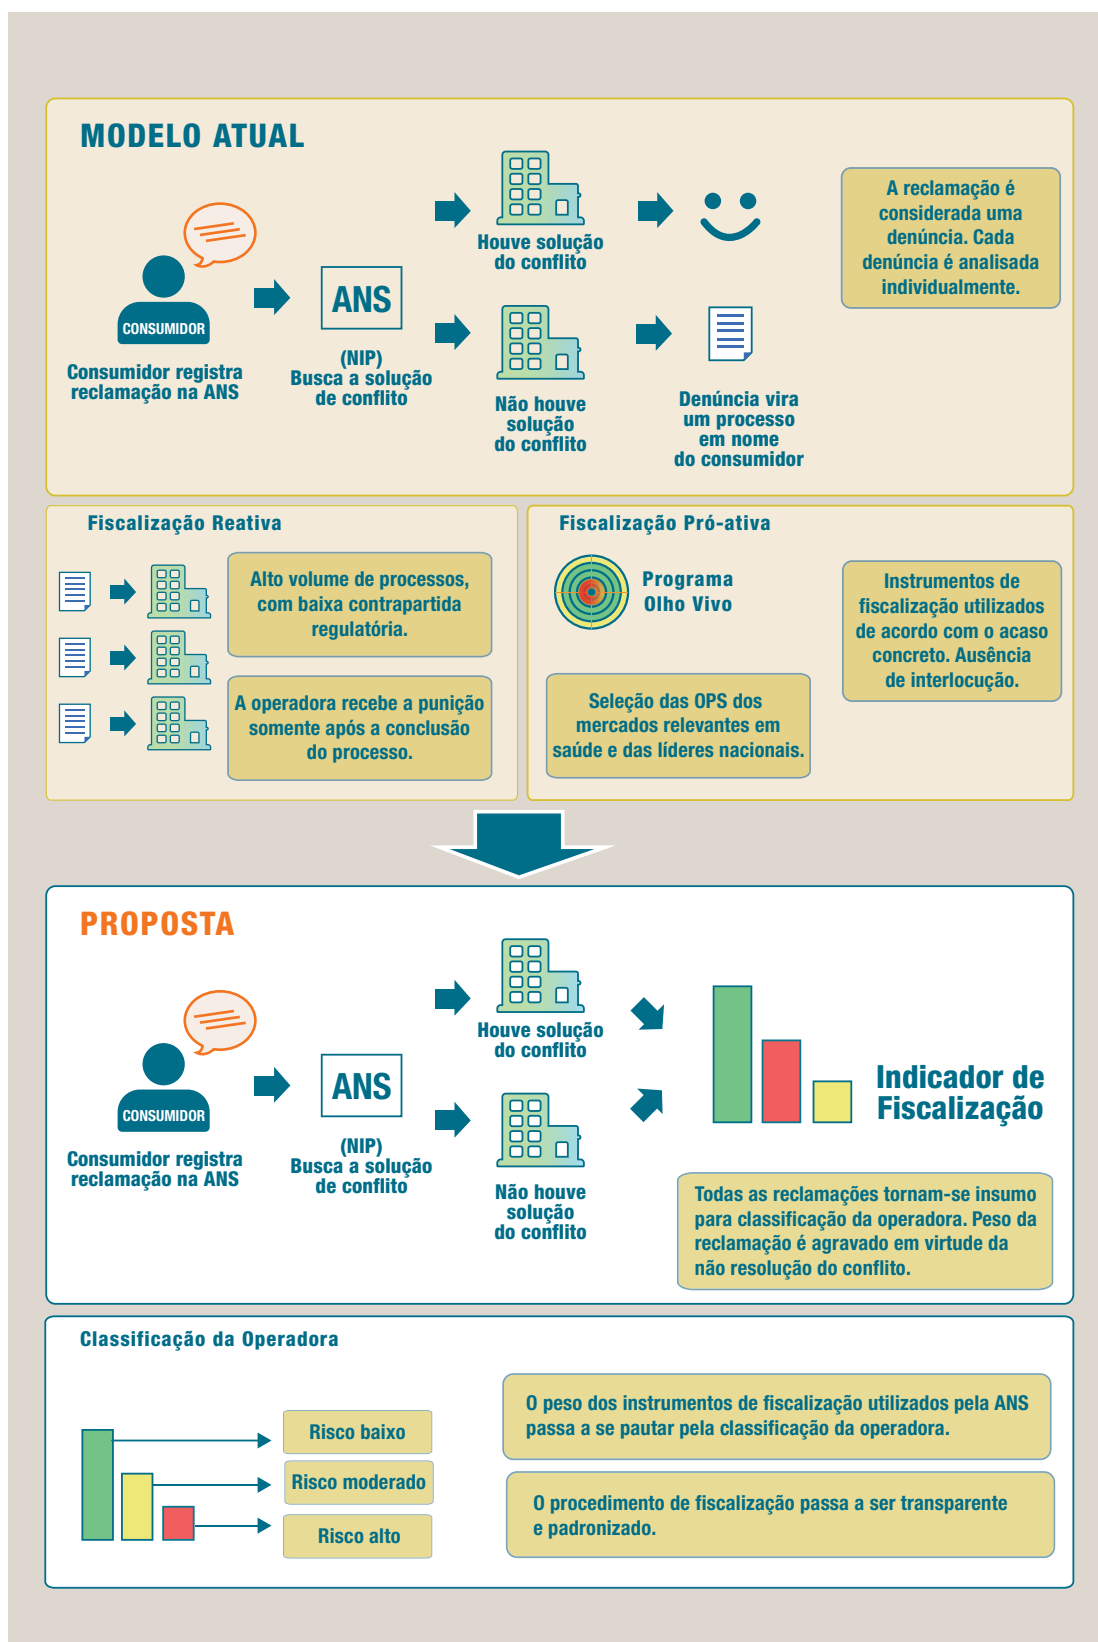 MODELO ATUAL
CONSUMIDOR
Consumidor registra
reclamação na ANS
ANS
(NIP)
Busca a solução
de conflito
Houve solução
do conflito
Não houve
solução
do conflito
Denúncia vira
um processo
em nome
do consumidor
A reclamação é
considerada uma
denúncia. Cada
denúncia é analisada
individualmente.
Fiscalização Reativa
Alto volume de processos,
com baixa contrapartida
regulatória.
A operadora recebe a punição
somente após a conclusão
do processo.
Fiscalização Pró-ativa
Programa
Olho Vivo
Seleção das OPS dos
mercados relevantes em
saúde e das líderes nacionais.
Instrumentos de
fiscalização utilizados
de acordo com o acaso
concreto. Ausência
de interlocução.
PROPOSTA
CONSUMIDOR
Consumidor registra
reclamação na ANS
ANS
(NIP)
Busca a solução
de conflito
Houve solução
do conflito
Não houve
solução
do conflito
Indicador de
Fiscalização
Todas as reclamações tornam-se insumo
para classificação da operadora. Peso da
reclamação é agravado em virtude da
não resolução do conflito.
Classificação da Operadora
Risco baixo
Risco moderado
Risco alto
O peso dos instrumentos de fiscalização utilizados pela ANS
passa a se pautar pela classificação da operadora.
O procedimento de fiscalização passa a ser transparente
e padronizado.